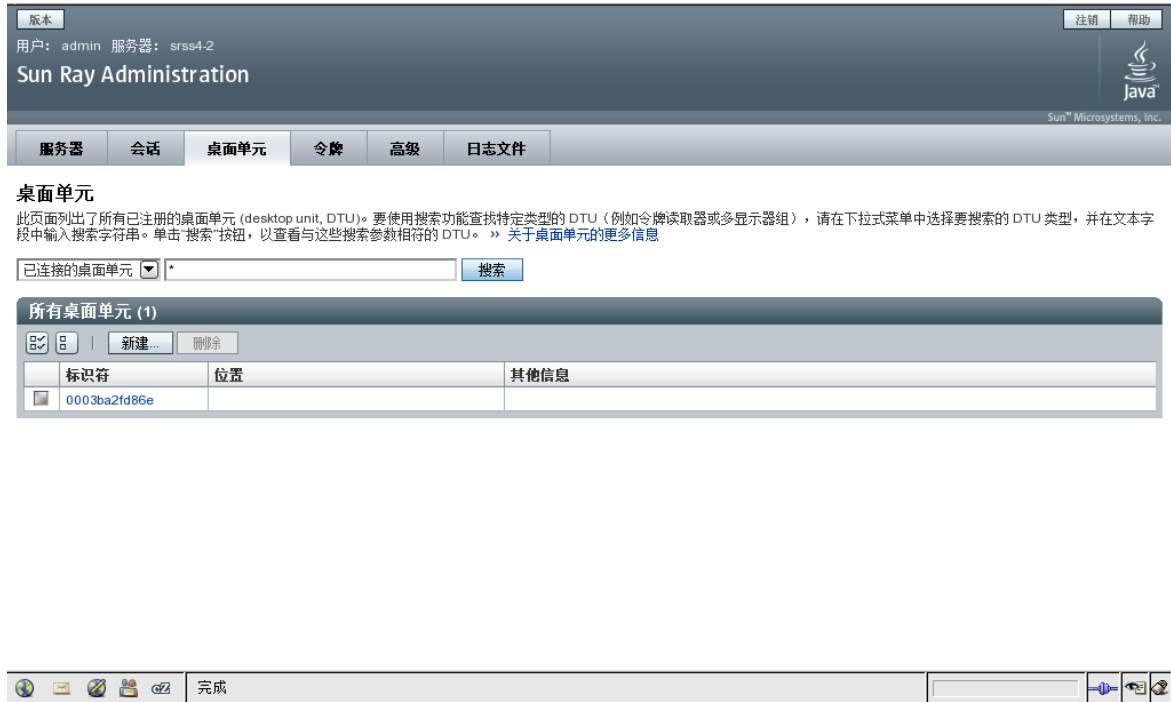 版本
注销 帮助
用户: admin 服务器: srss4-2
Sun Ray Administration
Java™
Sun™ Microsystems, Inc.
服务器 会话 桌面单元 令牌 高级 日志文件
桌面单元
此页面列出了所有已注册的桌面单元 (desktop unit, DTU)。要使用搜索功能查找特定类型的 DTU（例如令牌读取器或多显示器组），请在下拉式菜单中选择要搜索的 DTU 类型，并在文本字
段中输入搜索字符串。单击"搜索"按钮，以查看与这些搜索参数相符的 DTU。 » 关于桌面单元的更多信息
已连接的桌面单元 * 搜索
所有桌面单元 (1)
新建... 删除
标识符 位置 其他信息
0003ba2fd86e
完成